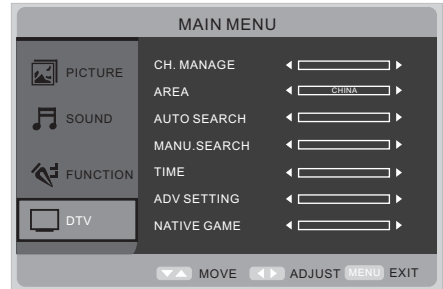 MAIN MENU
PICTURE
SOUND
FUNCTION
DTV
CH. MANAGE
AREA CHINA
AUTO SEARCH
MANU.SEARCH
TIME
ADV SETTING
NATIVE GAME
MOVE ADJUST MENU EXIT